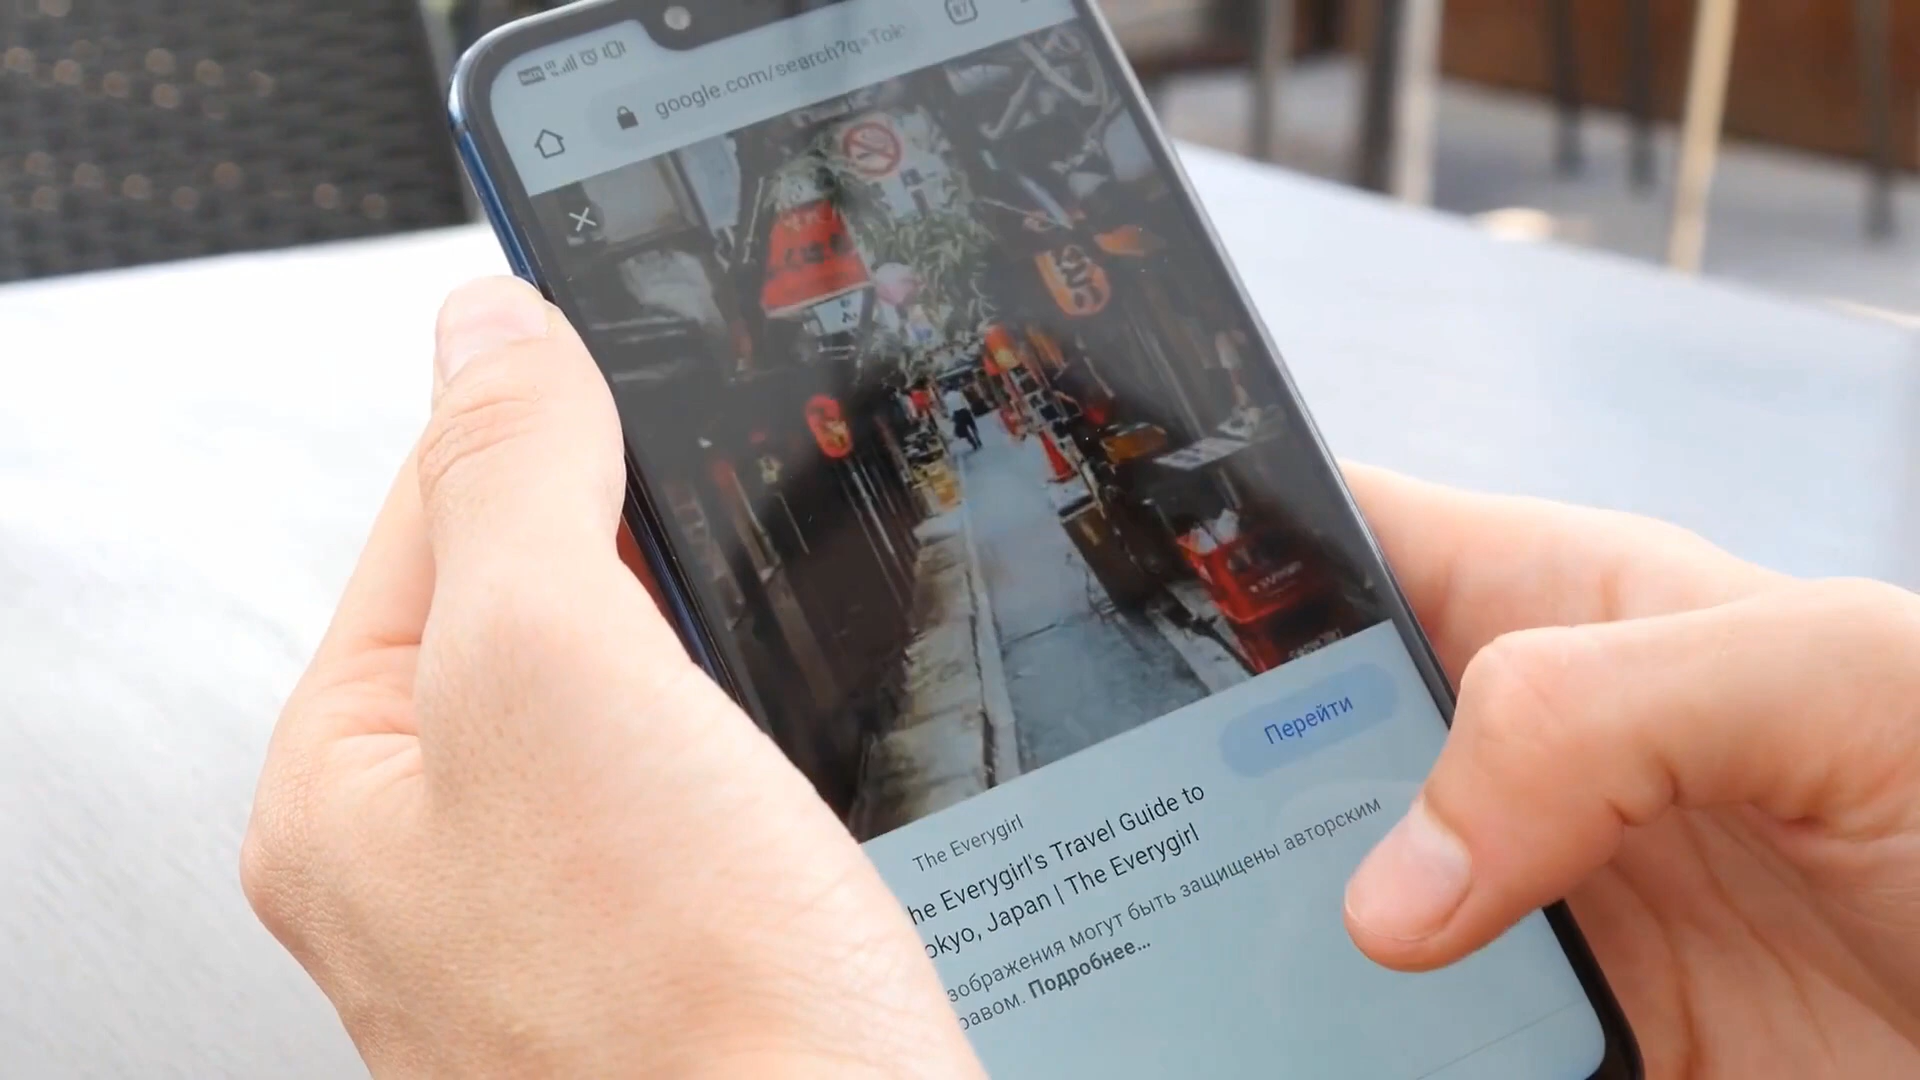 google.com/search?q=Tok
87
The Everygirl
Перейти
he Everygirl's Travel Guide to
okyo, Japan | The Everygirl
зображения могут быть защищены авторским
равом. Подробнее...